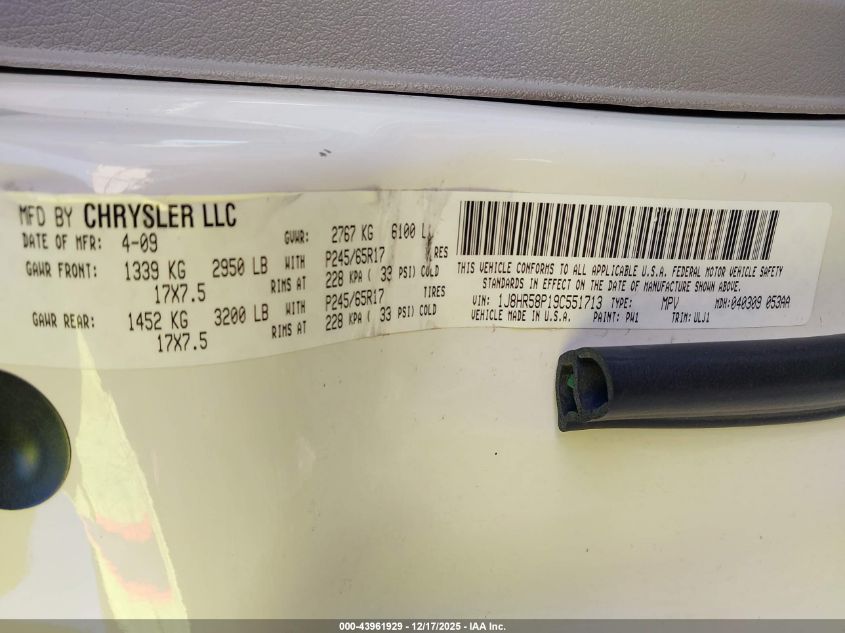 MFD BY CHRYSLER LLC
DATE OF MFR: 4-09 GVWR: 2767 KG 6100 L
GAWR FRONT: 1339 KG 2950 LB WITH P245/65R17
17X7.5 RIMS AT 228 KPA ( 33 PSI) COLD
GAWR REAR: 1452 KG 3200 LB WITH P245/65R17 TIRES
17X7.5 RIMS AT 228 KPA ( 33 PSI) COLD
THIS VEHICLE CONFORMS TO ALL APPLICABLE U.S.A. FEDERAL MOTOR VEHICLE SAFETY
STANDARDS IN EFFECT ON THE DATE OF MANUFACTURE SHOWN ABOVE.
VIN: 1J8HR58P19C551713 TYPE: MPV MDH:040309 053AA
VEHICLE MADE IN U.S.A. PAINT: PW1 TRIM: ULJ1
000-43961929 - 12/17/2025 - IAA Inc.